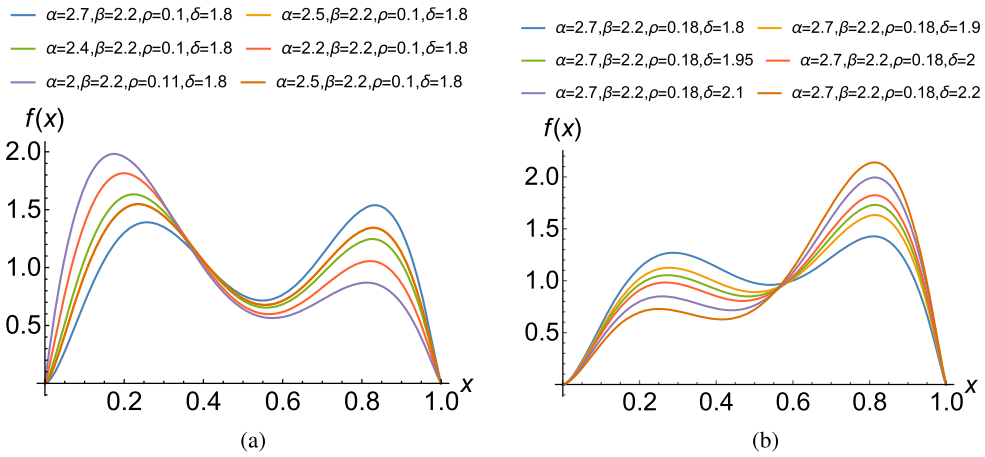 α=2.7,β=2.2,ρ=0.1,δ=1.8 α=2.5,β=2.2,ρ=0.1,δ=1.8
α=2.4,β=2.2,ρ=0.1,δ=1.8 α=2.2,β=2.2,ρ=0.1,δ=1.8
α=2,β=2.2,ρ=0.11,δ=1.8 α=2.5,β=2.2,ρ=0.1,δ=1.8
f(x)
2.0
1.5
1.0
0.5
0.2 0.4 0.6 0.8 1.0 x
(a)
α=2.7,β=2.2,ρ=0.18,δ=1.8 α=2.7,β=2.2,ρ=0.18,δ=1.9
α=2.7,β=2.2,ρ=0.18,δ=1.95 α=2.7,β=2.2,ρ=0.18,δ=2
α=2.7,β=2.2,ρ=0.18,δ=2.1 α=2.7,β=2.2,ρ=0.18,δ=2.2
f(x)
2.0
1.5
1.0
0.5
0.2 0.4 0.6 0.8 1.0 x
(b)